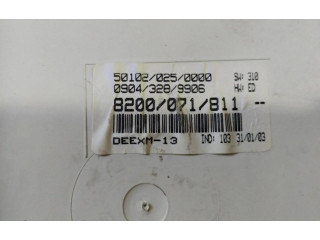 50102/025/0000 SW: 310
0904/328/9906 HW: ED
8200/071/811 --
DEEXM-13 IND: 103 31/01/03